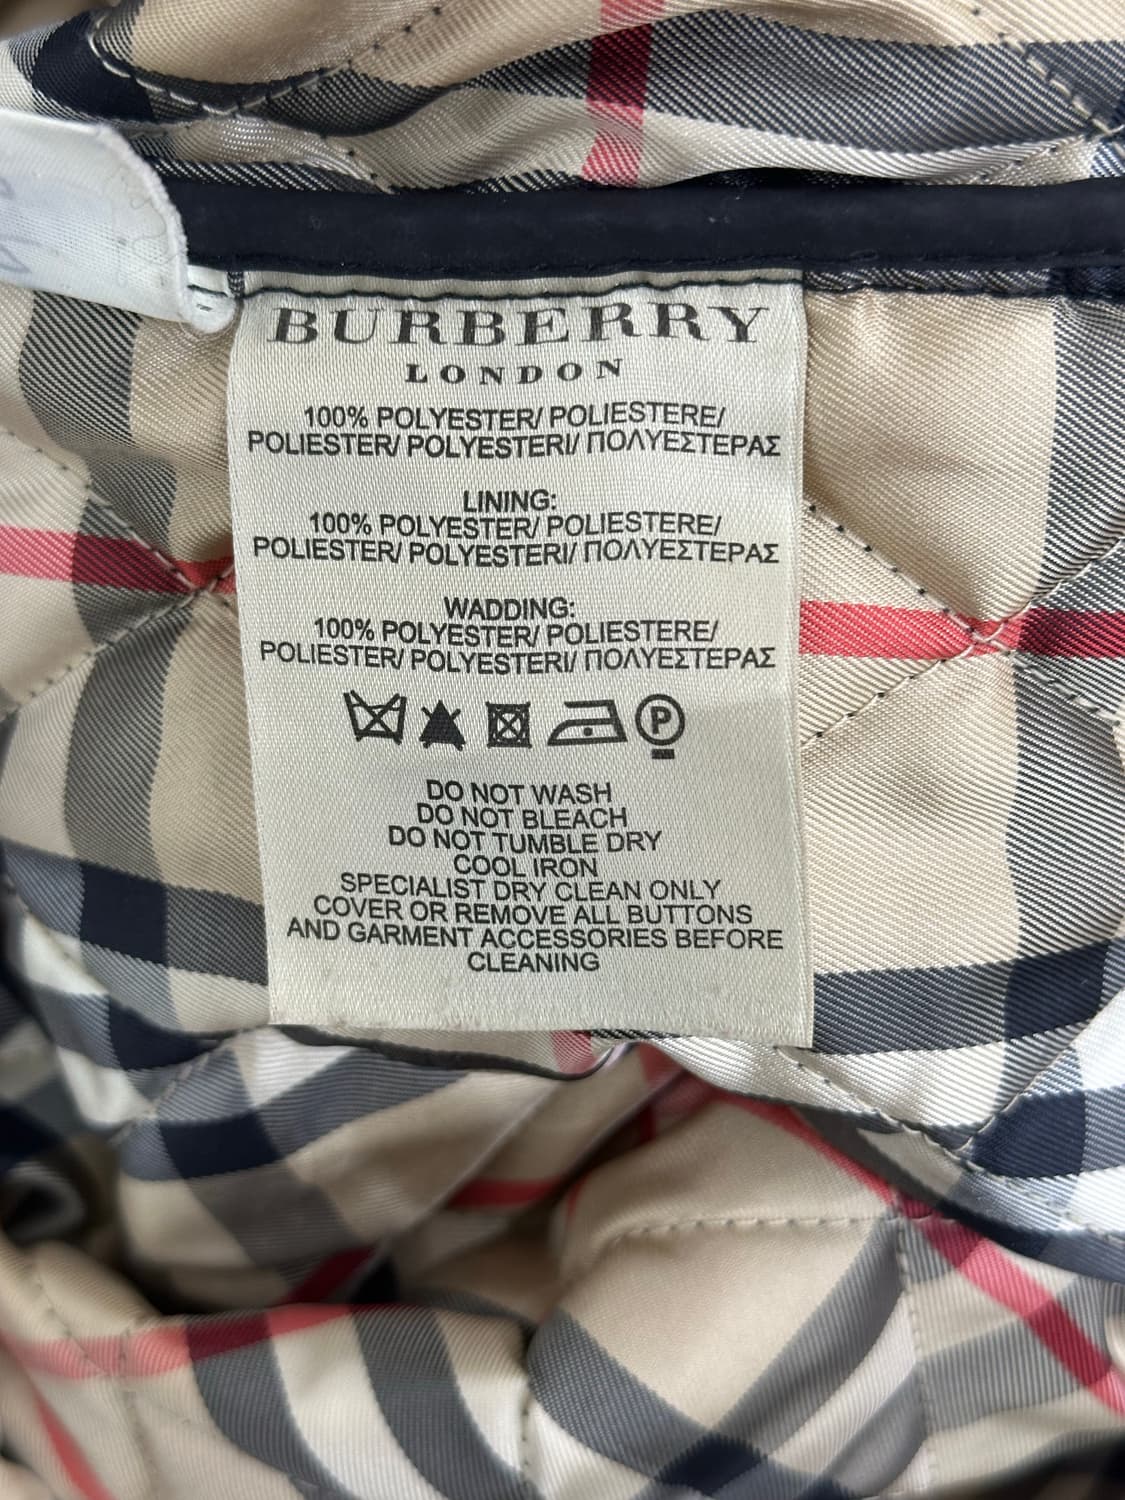 BURBERRY
LONDON
100% POLYESTER/ POLIESTERE/
POLIESTER/ POLYESTERI/ ΠΟΛΥΕΣΤΕΡΑΣ
LINING:
100% POLYESTER/ POLIESTERE/
POLIESTER/ POLYESTERI/ ΠΟΛΥΕΣΤΕΡΑΣ
WADDING:
100% POLYESTER/ POLIESTERE/
POLIESTER/ POLYESTERI/ ΠΟΛΥΕΣΤΕΡΑΣ
P
DO NOT WASH
DO NOT BLEACH
DO NOT TUMBLE DRY
COOL IRON
SPECIALIST DRY CLEAN ONLY
COVER OR REMOVE ALL BUTTONS
AND GARMENT ACCESSORIES BEFORE
CLEANING